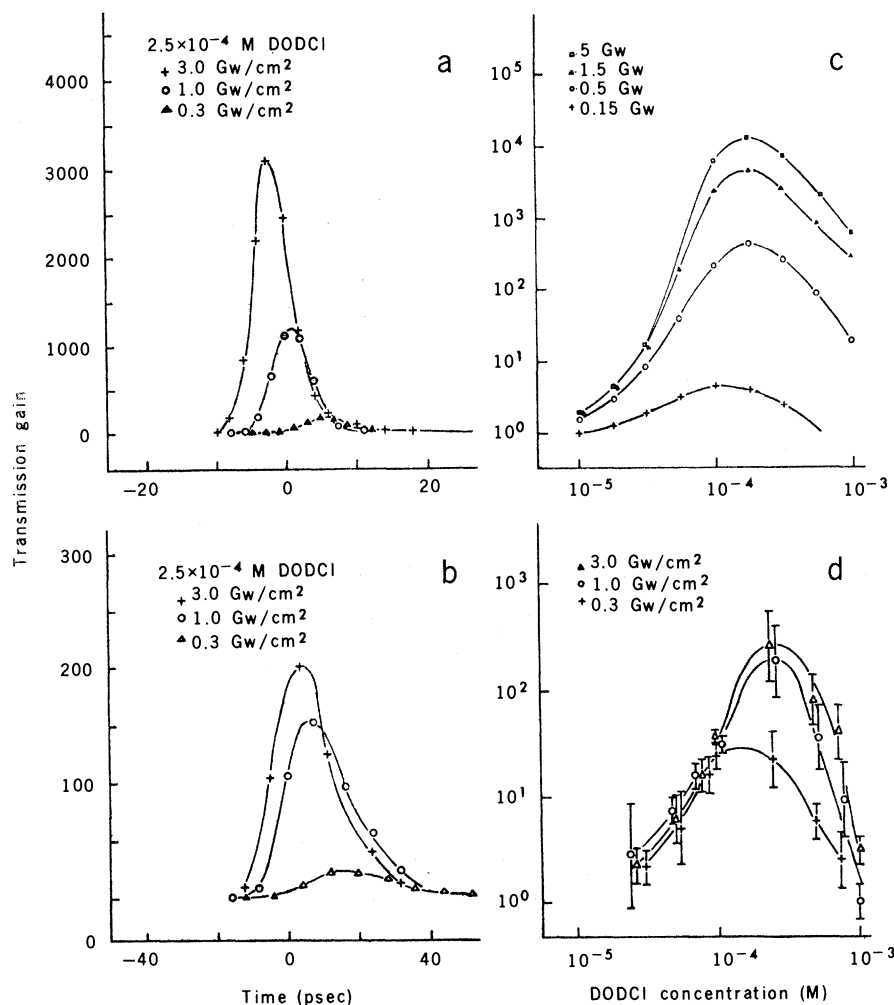 Transmission gain
2.5×10⁻⁴ M DODCI
+ 3.0 Gw/cm²
o 1.0 Gw/cm²
▲ 0.3 Gw/cm²
a
4000
3000
2000
1000
0
−20
0
20
c
5 Gw
1.5 Gw
0.5 Gw
+ 0.15 Gw
10⁵
10⁴
10³
10²
10¹
10⁰
10⁻⁵
10⁻⁴
10⁻³
b
2.5×10⁻⁴ M DODCI
+ 3.0 Gw/cm²
o 1.0 Gw/cm²
△ 0.3 Gw/cm²
300
200
100
0
−40
0
40
Time (psec)
d
△ 3.0 Gw/cm²
o 1.0 Gw/cm²
+ 0.3 Gw/cm²
10³
10²
10¹
10⁰
10⁻⁵
10⁻⁴
10⁻³
DODCI concentration (M)